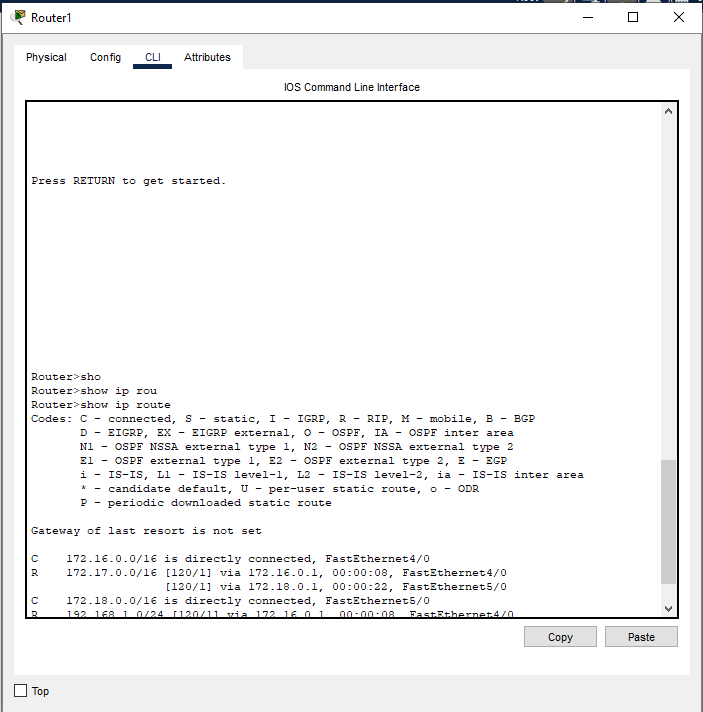 Router1
Physical Config CLI Attributes
IOS Command Line Interface
Press RETURN to get started.
Router>sho
Router>show ip rou
Router>show ip route
Codes: C - connected, S - static, I - IGRP, R - RIP, M - mobile, B - BGP
D - EIGRP, EX - EIGRP external, O - OSPF, IA - OSPF inter area
N1 - OSPF NSSA external type 1, N2 - OSPF NSSA external type 2
E1 - OSPF external type 1, E2 - OSPF external type 2, E - EGP
i - IS-IS, L1 - IS-IS level-1, L2 - IS-IS level-2, ia - IS-IS inter area
* - candidate default, U - per-user static route, o - ODR
P - periodic downloaded static route
Gateway of last resort is not set
C 172.16.0.0/16 is directly connected, FastEthernet4/0
R 172.17.0.0/16 [120/1] via 172.16.0.1, 00:00:08, FastEthernet4/0
[120/1] via 172.18.0.1, 00:00:22, FastEthernet5/0
C 172.18.0.0/16 is directly connected, FastEthernet5/0
R 192.168.1.0/24 [120/1] via 172.16.0.1, 00:00:08, FastEthernet4/0
Copy Paste
Top